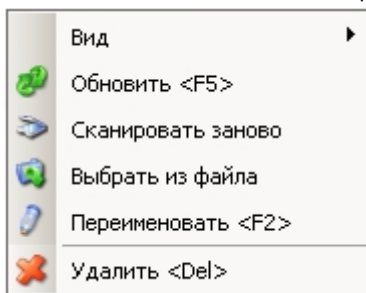 Вид
Обновить <F5>
Сканировать заново
Выбрать из файла
Переименовать <F2>
Удалить <Del>